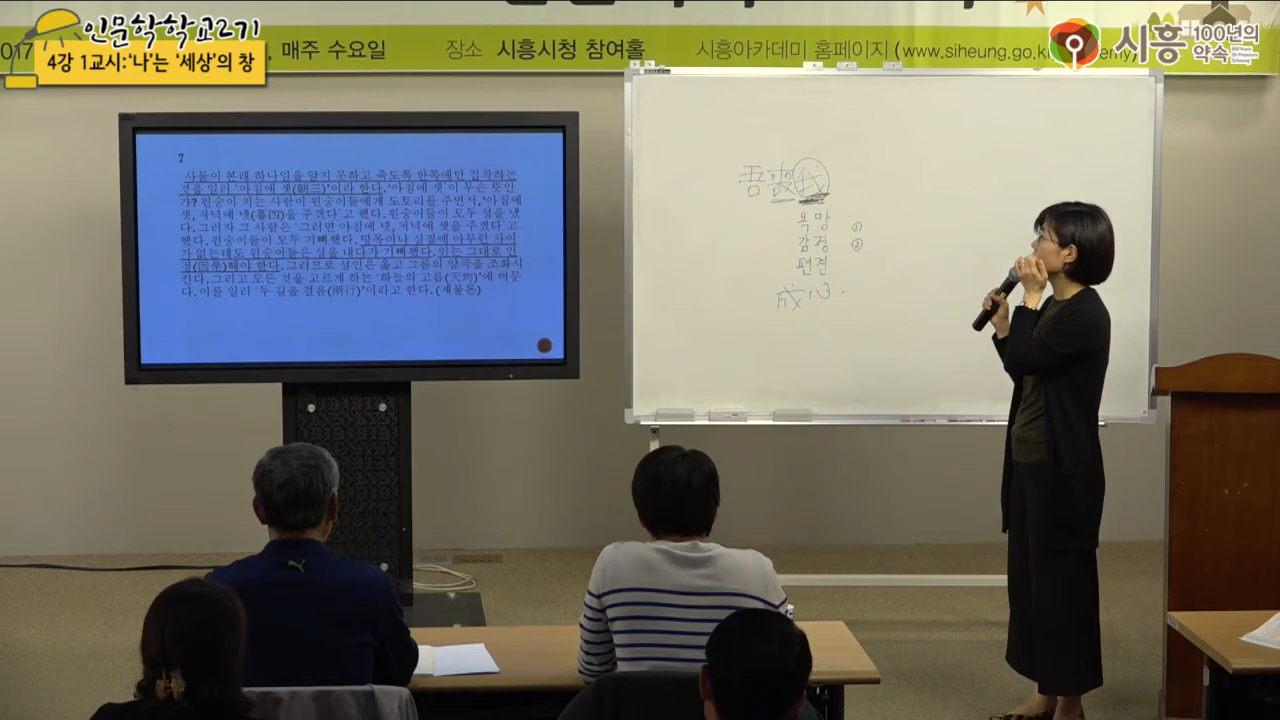 인문학학교2기
4강 1교시:‘나’는 ‘세상’의 창
017
, 매주 수요일 장소 시흥시청 참여홀 시흥아카데미 홈페이지 (www.siheung.go.kr
시흥 100년의 약속
7
사물이 본래 하나임을 알지 못하고 죽도록 한쪽에만 집착하는
것을 일러 ‘아침에 셋(朝三)’이라 한다. ‘아침에 셋’이 무슨 뜻인
가? 원숭이 치는 사람이 원숭이들에게 도토리를 주면서, ‘아침에
셋, 저녁에 넷(暮四)을 주겠다’고 했다. 원숭이들이 모두 성을 냈
다. 그러자 그 사람은 ‘그러면 아침에 넷, 저녁에 셋을 주겠다’고
했다. 원숭이들이 모두 기뻐했다. 명목이나 실질에 아무런 차이
가 없는데도 원숭이들은 성을 내다가 기뻐했다. 있는 그대로 인
정(因是)해야 한다. 그러므로 성인은 옳고 그름의 양극을 조화시
킨다. 그리고 모든 것을 고르게 하는 ‘하늘의 고름(天均)’에 머문
다. 이를 일러 ‘두 길을 걸음(兩行)’이라고 한다. (제물론)
吾喪我
욕망
감정 ②
편견
成心.